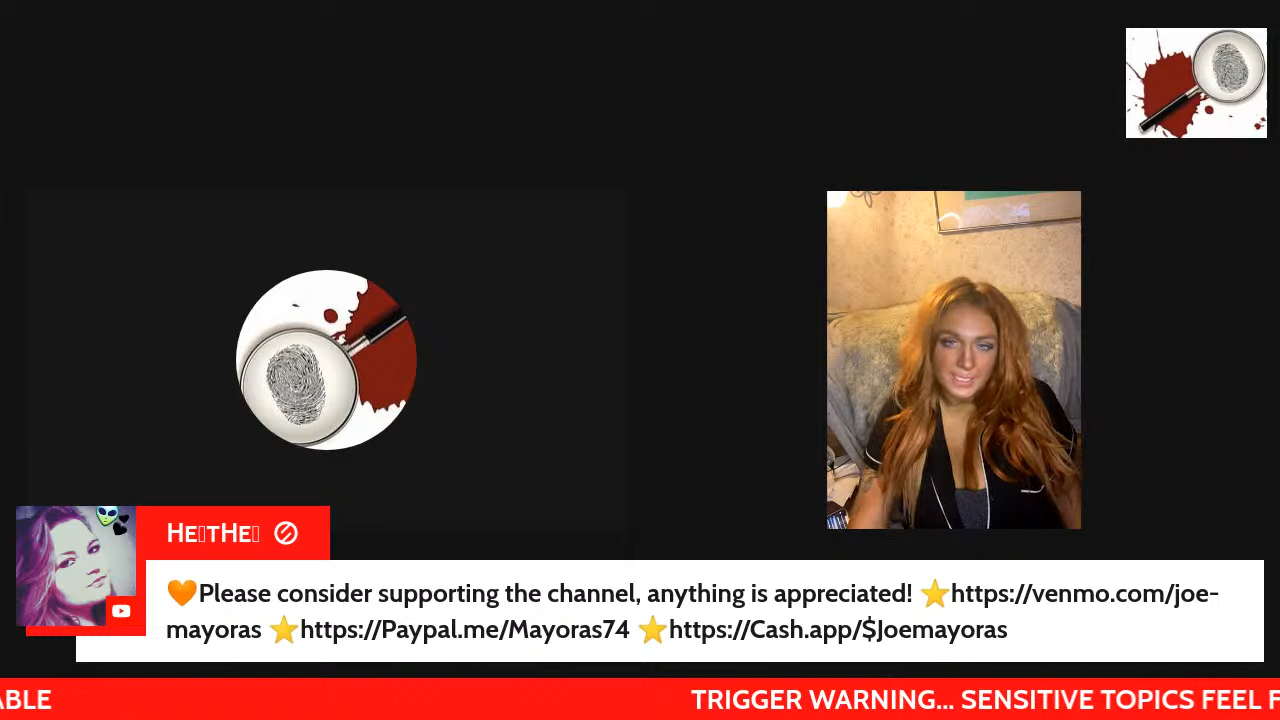 HE▯THE▯
🧡Please consider supporting the channel, anything is appreciated! ⭐https://venmo.com/joe-
mayoras ⭐https://Paypal.me/Mayoras74 ⭐https://Cash.app/$Joemayoras
ABLE TRIGGER WARNING... SENSITIVE TOPICS FEEL F